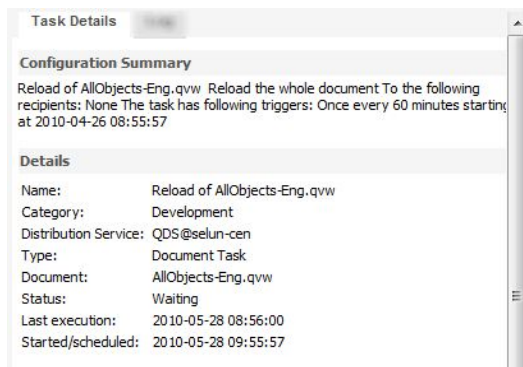 Task Details
Configuration Summary
Reload of AllObjects-Eng.qvw Reload the whole document To the following
recipients: None The task has following triggers: Once every 60 minutes starting
at 2010-04-26 08:55:57
Details
Name: Reload of AllObjects-Eng.qvw
Category: Development
Distribution Service: QDS@selun-cen
Type: Document Task
Document: AllObjects-Eng.qvw
Status: Waiting
Last execution: 2010-05-28 08:56:00
Started/scheduled: 2010-05-28 09:55:57